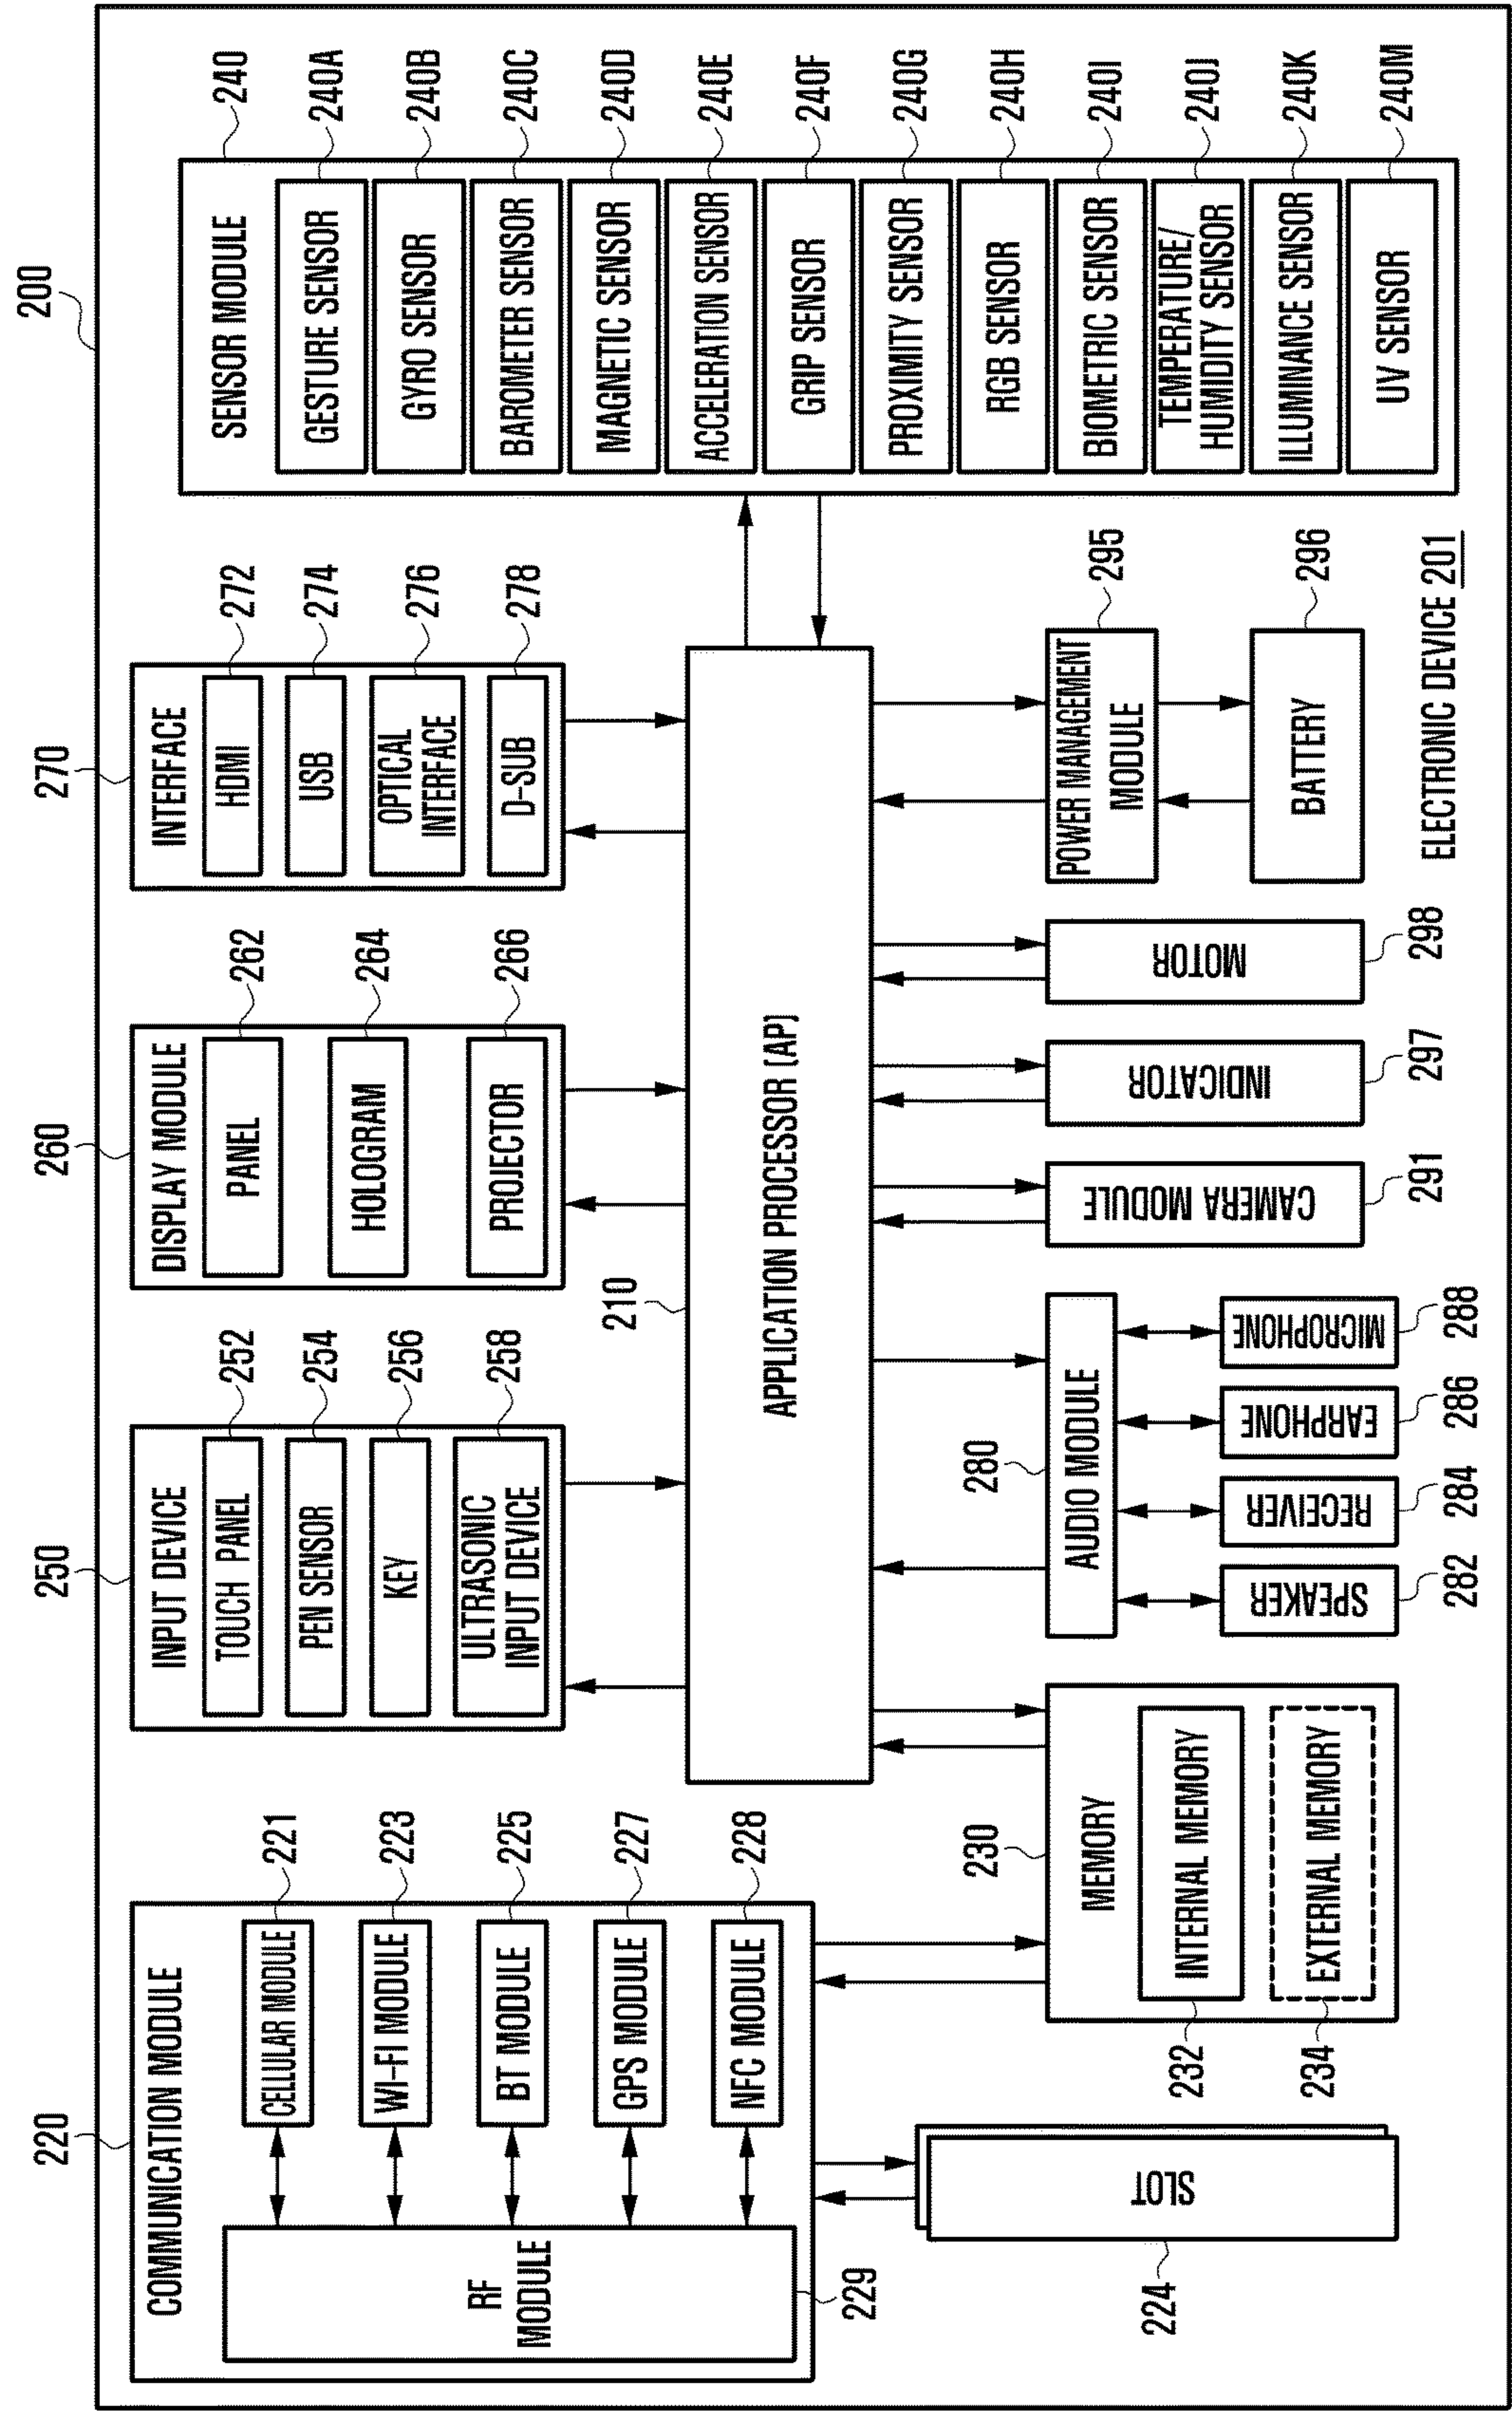 200
220
COMMUNICATION MODULE
RF
MODULE
229
CELLULAR MODULE
221
WI-FI MODULE
223
BT MODULE
225
GPS MODULE
227
NFC MODULE
228
250
INPUT DEVICE
TOUCH PANEL
252
PEN SENSOR
254
KEY
256
ULTRASONIC
INPUT DEVICE
258
260
DISPLAY MODULE
PANEL
262
HOLOGRAM
264
PROJECTOR
266
270
INTERFACE
HDMI
272
USB
274
OPTICAL
INTERFACE
276
D-SUB
278
SENSOR MODULE
240
GESTURE SENSOR
240A
GYRO SENSOR
240B
BAROMETER SENSOR
240C
MAGNETIC SENSOR
240D
ACCELERATION SENSOR
240E
GRIP SENSOR
240F
PROXIMITY SENSOR
240G
RGB SENSOR
240H
BIOMETRIC SENSOR
240I
TEMPERATURE/
HUMIDITY SENSOR
240J
ILLUMINANCE SENSOR
240K
UV SENSOR
240M
210
APPLICATION PROCESSOR (AP)
SLOT
224
230
MEMORY
INTERNAL MEMORY
232
EXTERNAL MEMORY
234
280
AUDIO MODULE
SPEAKER
282
RECEIVER
284
EARPHONE
286
MICROPHONE
288
CAMERA MODULE
291
INDICATOR
297
MOTOR
298
POWER MANAGEMENT
MODULE
295
BATTERY
296
ELECTRONIC DEVICE 201